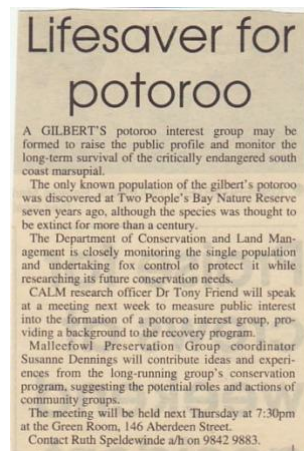 Lifesaver for
potoroo
A GILBERT'S potoroo interest group may be
formed to raise the public profile and monitor the
long-term survival of the critically endangered south
coast marsupial.
The only known population of the gilbert's potoroo
was discovered at Two People's Bay Nature Reserve
seven years ago, although the species was thought to
be extinct for more than a century.
The Department of Conservation and Land Man-
agement is closely monitoring the single population
and undertaking fox control to protect it while
researching its future conservation needs.
CALM research officer Dr Tony Friend will speak
at a meeting next week to measure public interest
into the formation of a potoroo interest group, pro-
viding a background to the recovery program.
Malleefowl Preservation Group coordinator
Susanne Dennings will contribute ideas and experi-
ences from the long-running group's conservation
program, suggesting the potential roles and actions of
community groups.
The meeting will be held next Thursday at 7:30pm
at the Green Room, 146 Aberdeen Street.
Contact Ruth Speldewinde a/h on 9842 9883.